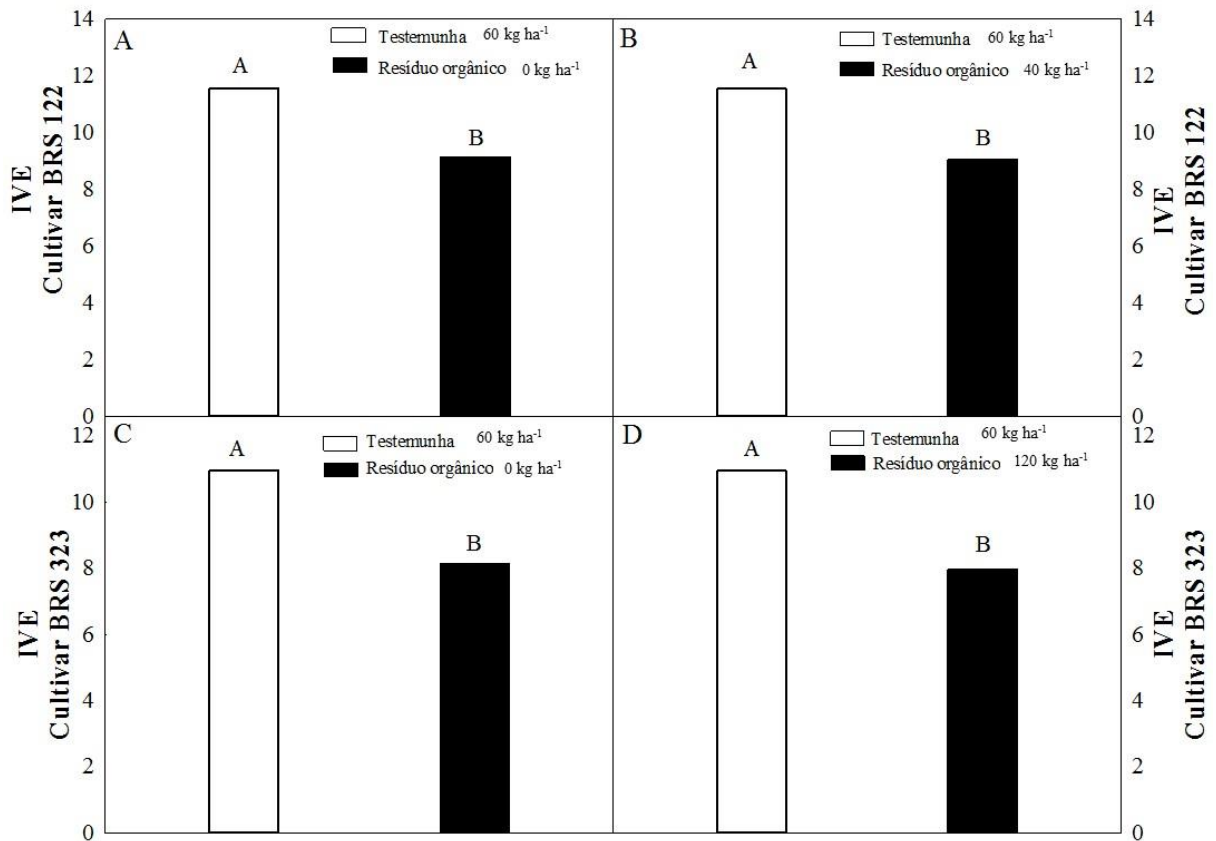 A
Testemunha 60 kg ha⁻¹
Resíduo orgânico 0 kg ha⁻¹
A
B
14
12
10
8
6
4
2
0
IVE
Cultivar BRS 122
B
Testemunha 60 kg ha⁻¹
Resíduo orgânico 40 kg ha⁻¹
A
B
14
12
10
8
6
4
2
0
IVE
Cultivar BRS 122
C
Testemunha 60 kg ha⁻¹
Resíduo orgânico 0 kg ha⁻¹
A
B
12
10
8
6
4
2
0
IVE
Cultivar BRS 323
D
Testemunha 60 kg ha⁻¹
Resíduo orgânico 120 kg ha⁻¹
A
B
12
10
8
6
4
2
0
IVE
Cultivar BRS 323